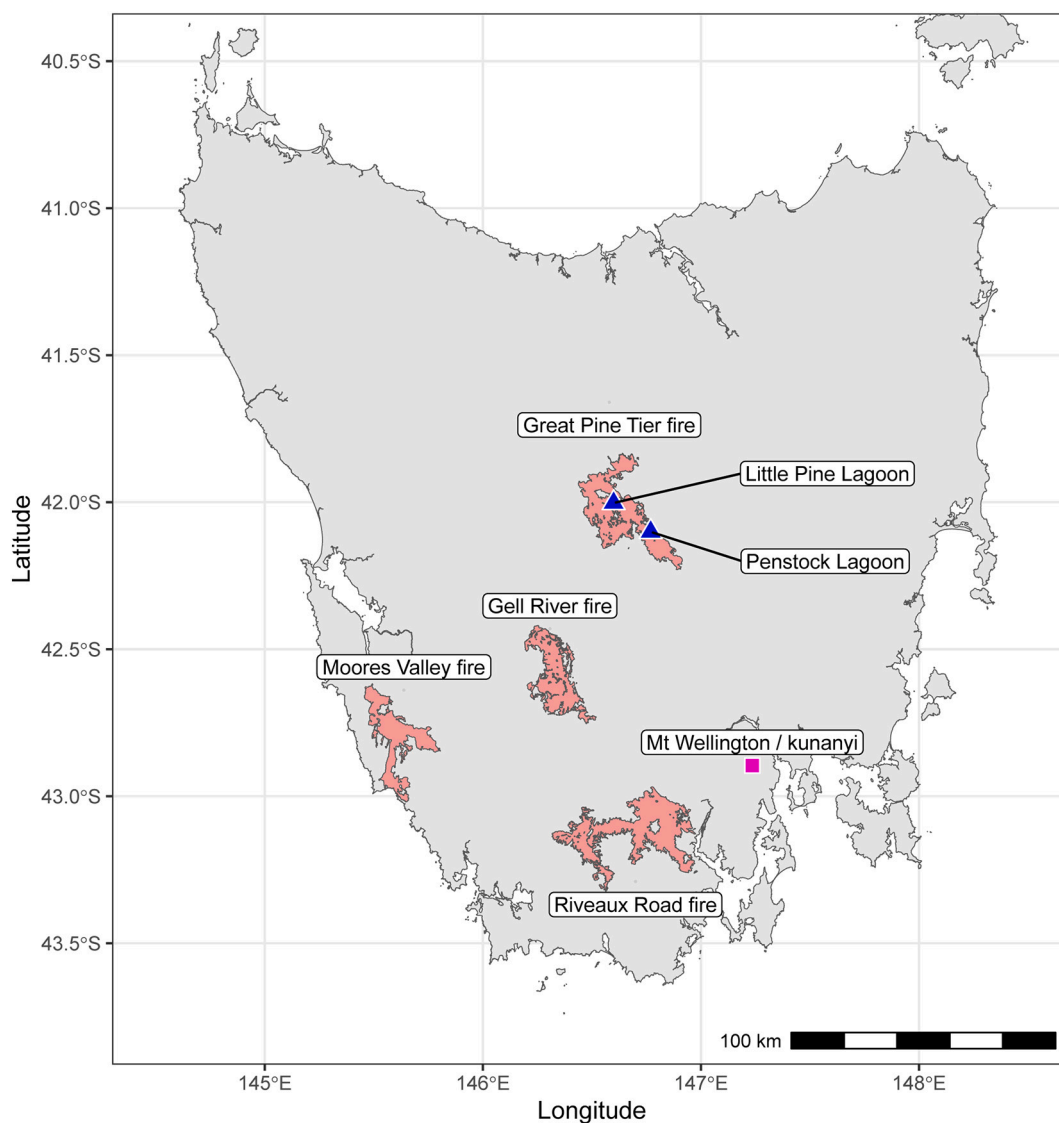 40.5°S
41.0°S
41.5°S
42.0°S
42.5°S
43.0°S
43.5°S
Latitude
Great Pine Tier fire
Little Pine Lagoon
Penstock Lagoon
Gell River fire
Moores Valley fire
Mt Wellington / kunanyi
Riveaux Road fire
100 km
145°E
146°E
147°E
148°E
Longitude